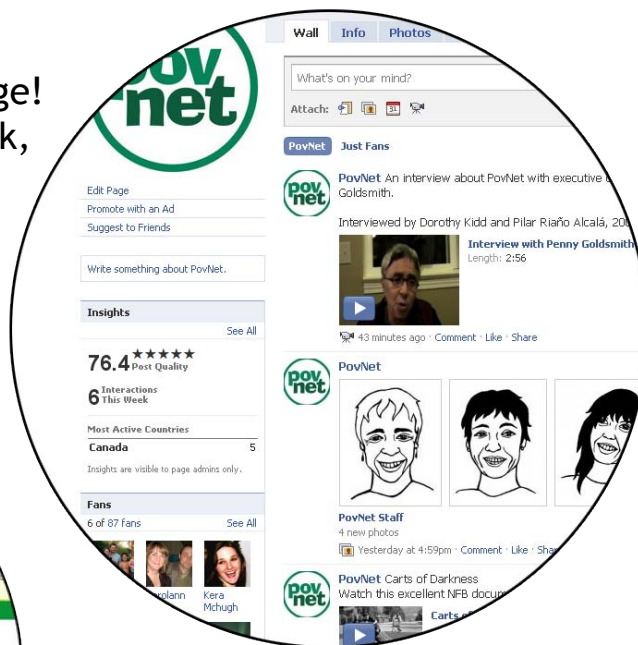 ge!
k,
pov
net
Wall Info Photos
What's on your mind?
Attach:
31
PovNet Just Fans
pov
net
PovNet An interview about PovNet with executive
Goldsmith.
Interviewed by Dorothy Kidd and Pilar Riaño Alcalá, 200
Interview with Penny Goldsmith
Length: 2:56
43 minutes ago · Comment · Like · Share
Edit Page
Promote with an Ad
Suggest to Friends
Write something about PovNet.
Insights
See All
76.4 ★★★★★
Post Quality
6 Interactions
This Week
Most Active Countries
Canada 5
Insights are visible to page admins only.
Fans
6 of 87 fans See All
rolann Kera
Mchugh
pov
net
PovNet
PovNet Staff
4 new photos
Yesterday at 4:59pm · Comment · Like · Shar
pov
net
PovNet Carts of Darkness
Watch this excellent NFB docum
Carts of